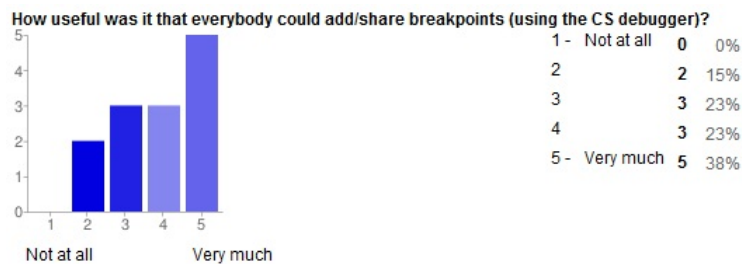 How useful was it that everybody could add/share breakpoints (using the CS debugger)?
5
4
3
2
1
0
1 2 3 4 5
Not at all Very much
1 - Not at all 0 0%
2 2 15%
3 3 23%
4 3 23%
5 - Very much 5 38%